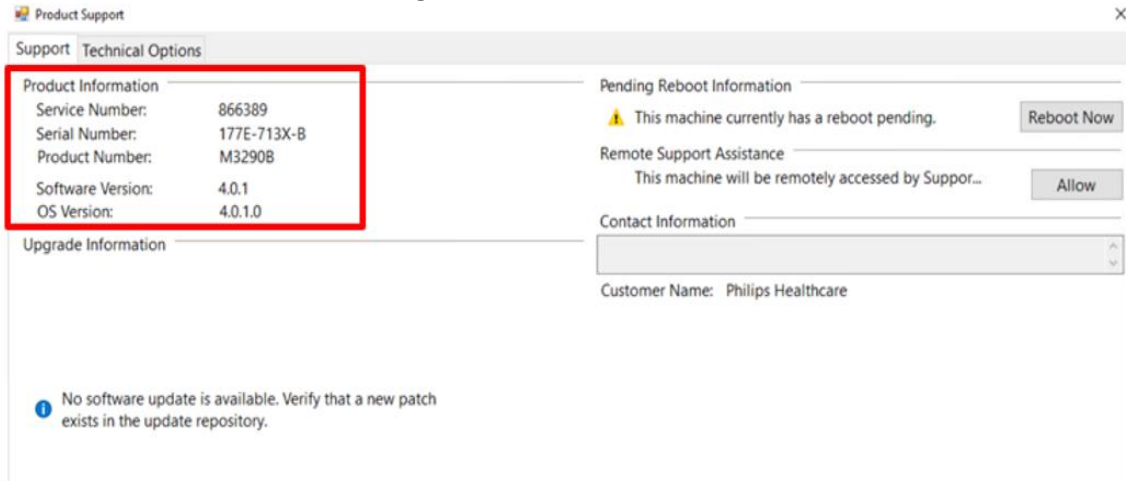 Product Support
Support Technical Options
Product Information
Service Number: 866389
Serial Number: 177E-713X-B
Product Number: M3290B
Software Version: 4.0.1
OS Version: 4.0.1.0
Upgrade Information
No software update is available. Verify that a new patch
exists in the update repository.
Pending Reboot Information
This machine currently has a reboot pending.
Reboot Now
Remote Support Assistance
This machine will be remotely accessed by Suppor...
Allow
Contact Information
Customer Name: Philips Healthcare